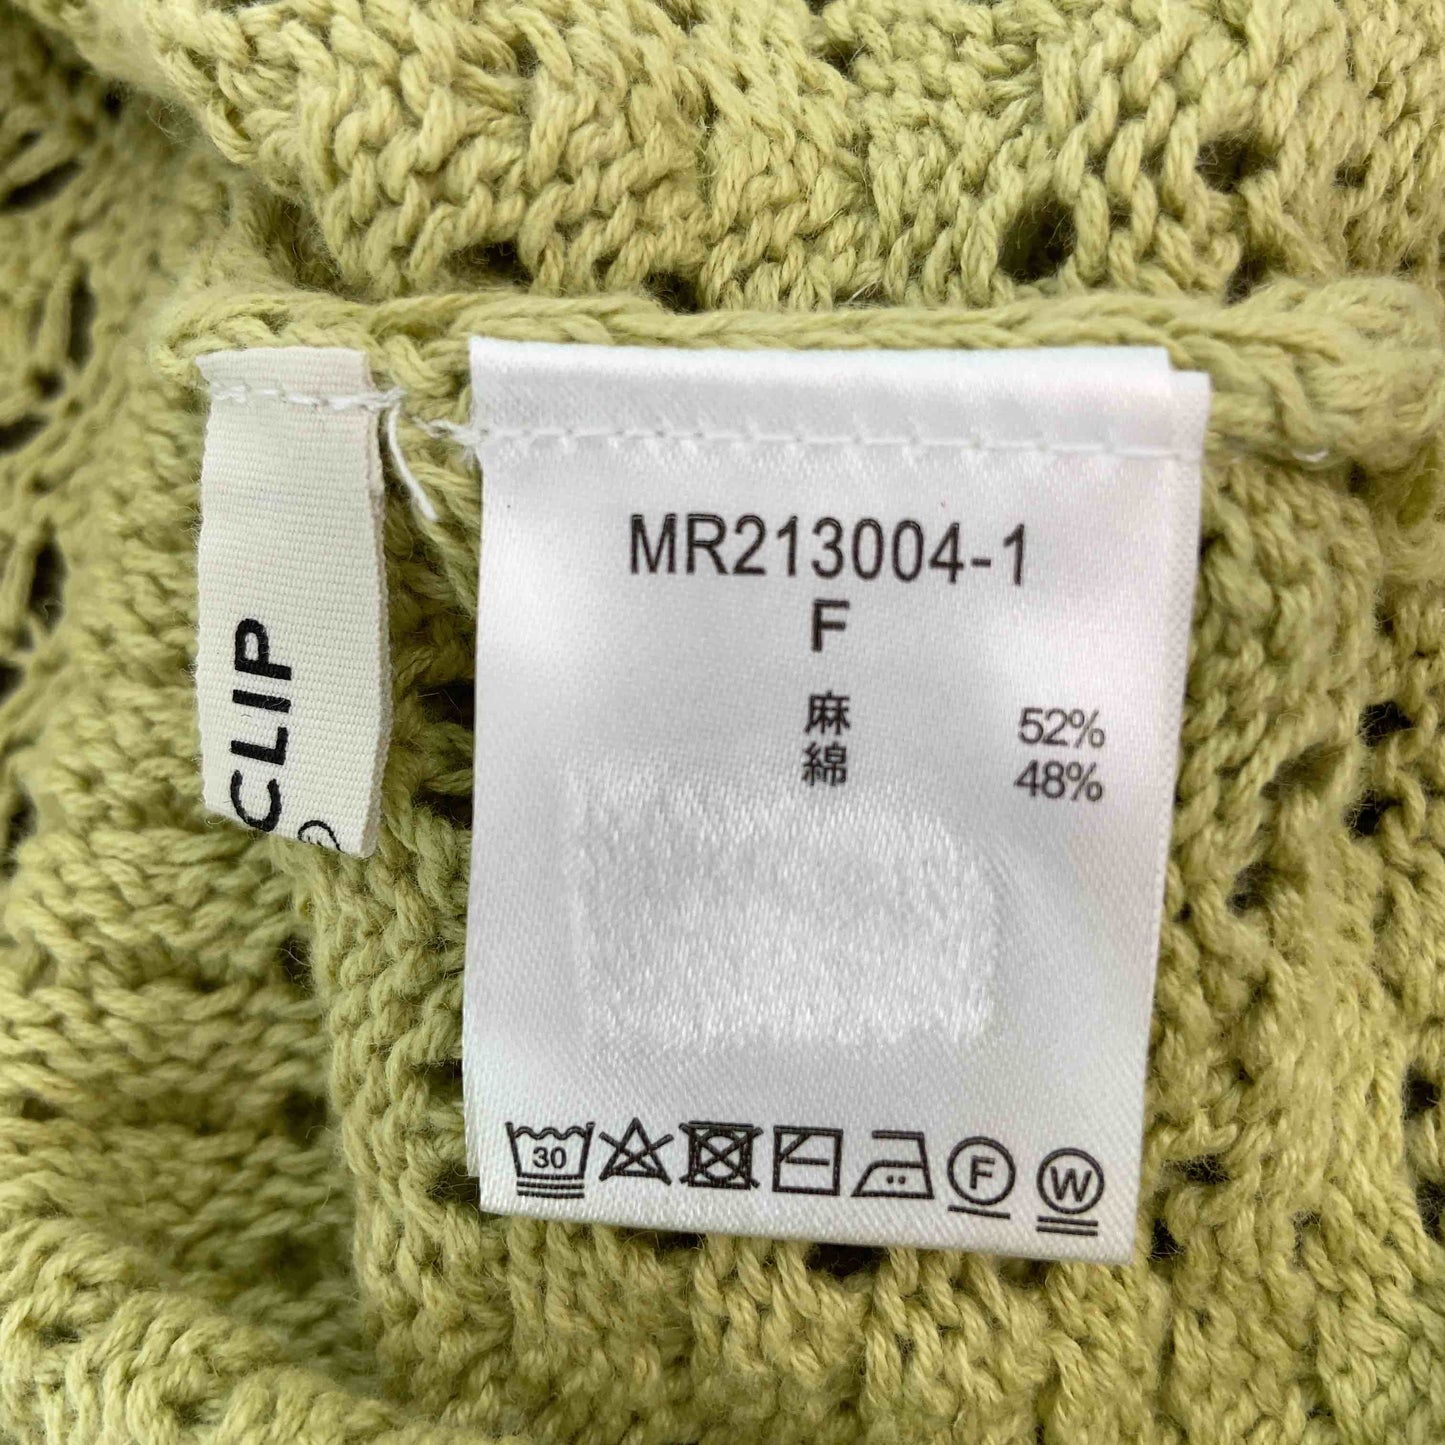 CLIP
MR213004-1
F
麻 52%
綿 48%
30
F
W